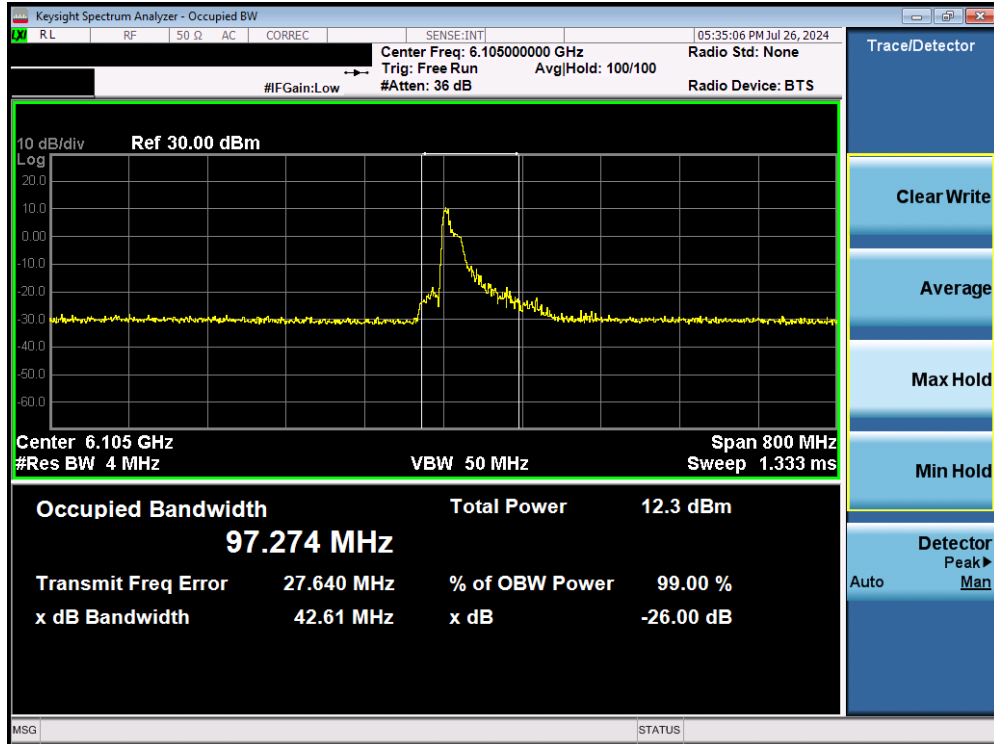 Keysight Spectrum Analyzer - Occupied BW
LXI RL RF 50 Ω AC CORREC SENSE:INT 05:35:06 PM Jul 26, 2024
Center Freq: 6.105000000 GHz Radio Std: None
Trig: Free Run Avg|Hold: 100/100
#IFGain:Low #Atten: 36 dB Radio Device: BTS
Trace/Detector
10 dB/div Ref 30.00 dBm
Log
20.0
10.0
0.00
-10.0
-20.0
-30.0
-40.0
-50.0
-60.0
Center 6.105 GHz Span 800 MHz
#Res BW 4 MHz VBW 50 MHz Sweep 1.333 ms
Occupied Bandwidth Total Power 12.3 dBm
97.274 MHz
Transmit Freq Error 27.640 MHz % of OBW Power 99.00 %
x dB Bandwidth 42.61 MHz x dB -26.00 dB
Clear Write
Average
Max Hold
Min Hold
Detector
Peak▶
Auto Man
MSG STATUS